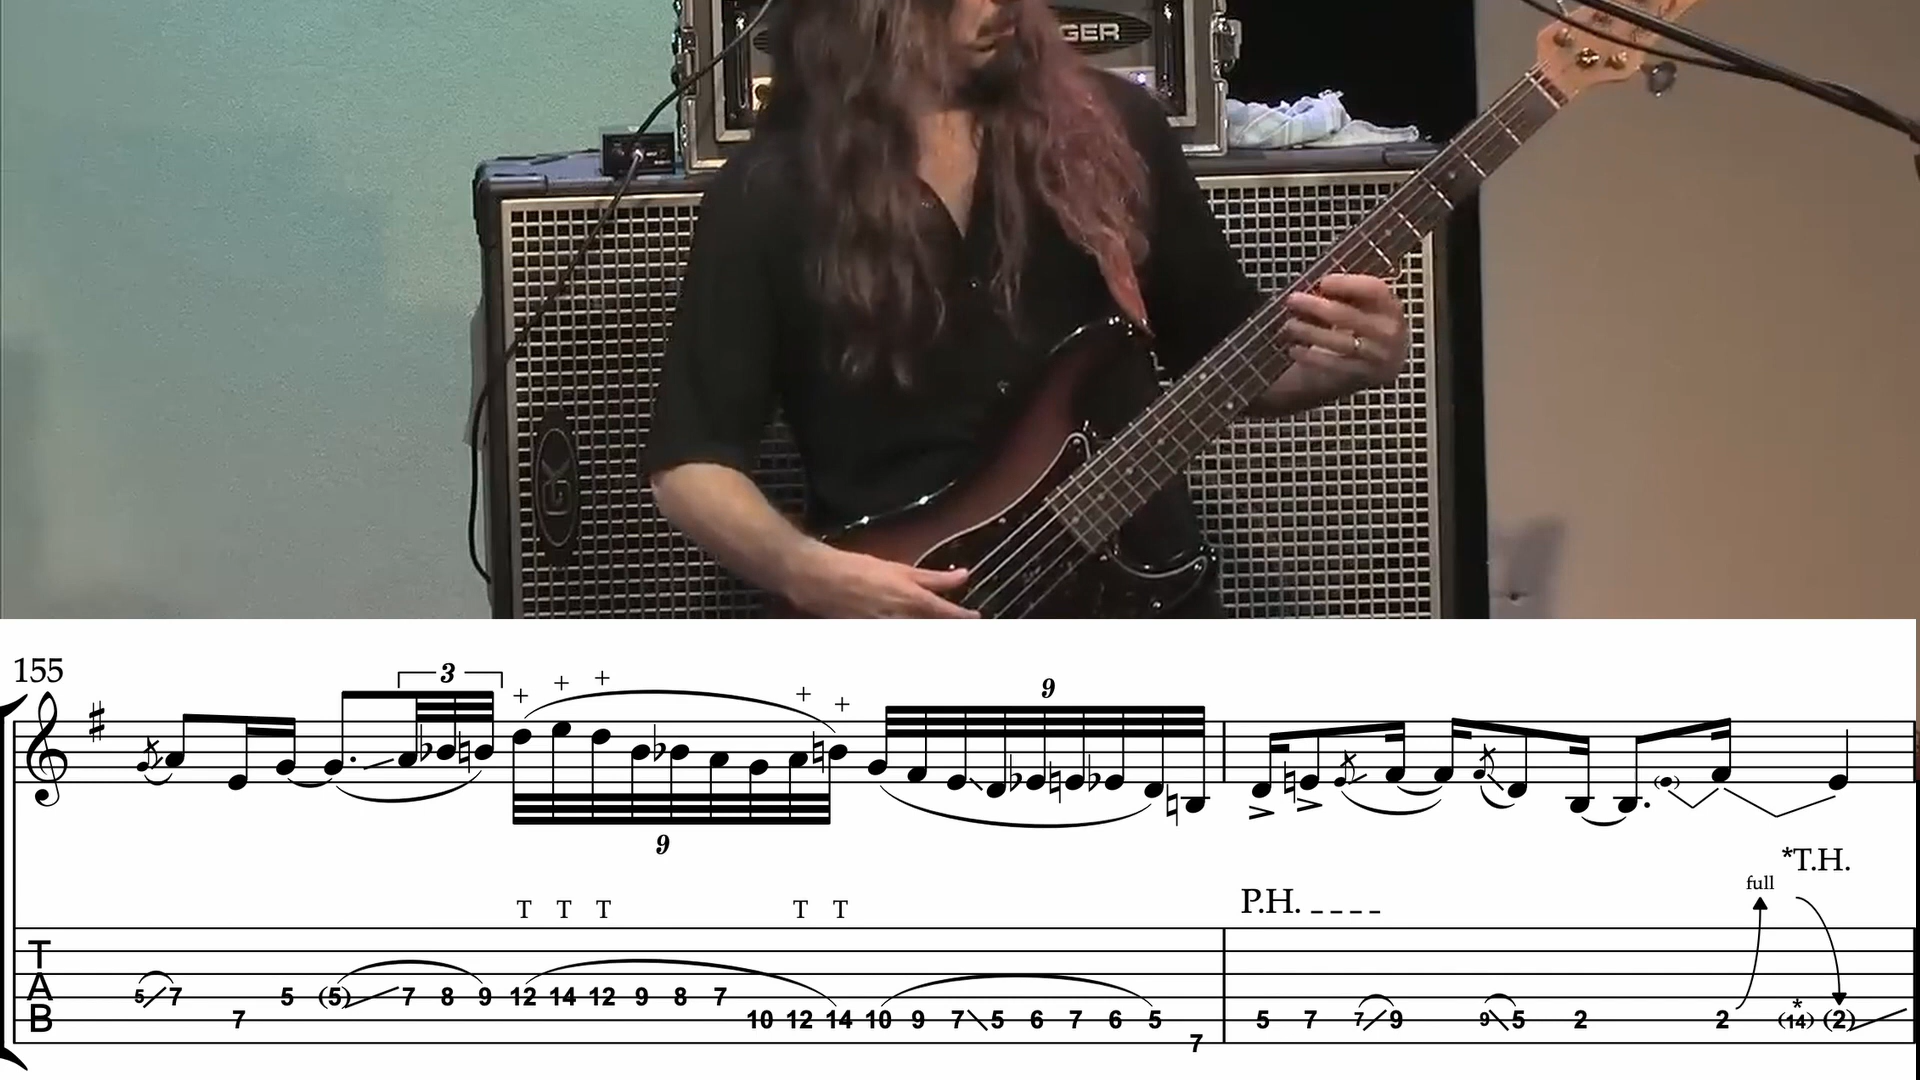 GER
GK
155
3
9
9
T T T T T
P.H.
*T.H.
full
T
A
B
5 7 5 (5) 7 8 9 12 14 12 9 8 7
7 10 12 14 10 9 7 5 6 7 6 5 5 7 7 9 9 5 2 2 * (14) (2)
7